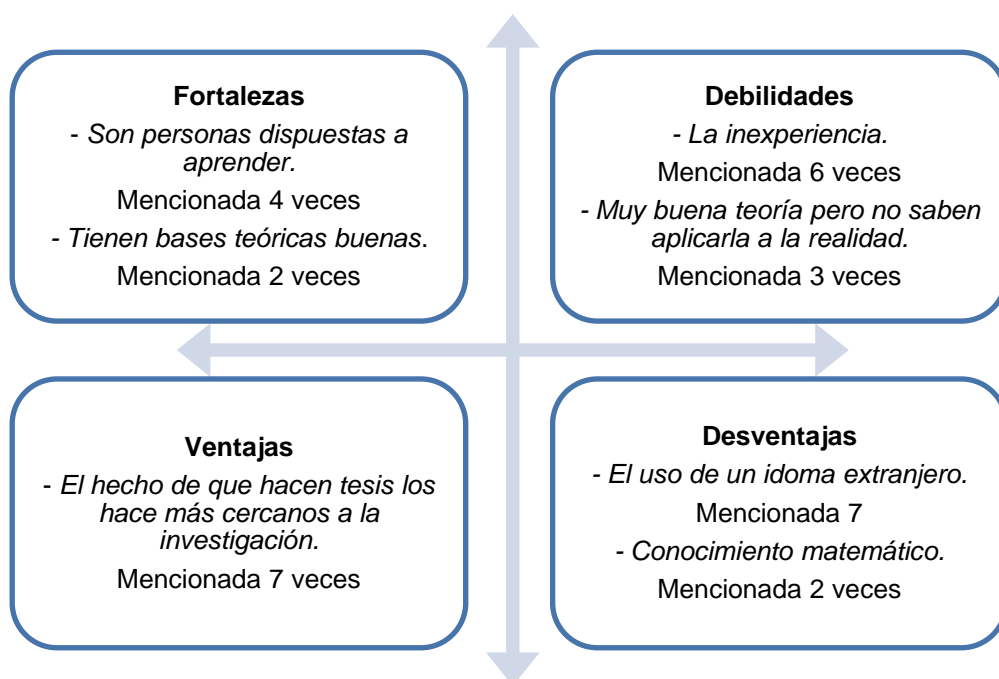 Fortalezas
- Son personas dispuestas a
aprender.
Mencionada 4 veces
- Tienen bases teóricas buenas.
Mencionada 2 veces
Debilidades
- La inexperiencia.
Mencionada 6 veces
- Muy buena teoría pero no saben
aplicarla a la realidad.
Mencionada 3 veces
Ventajas
- El hecho de que hacen tesis los
hace más cercanos a la
investigación.
Mencionada 7 veces
Desventajas
- El uso de un idoma extranjero.
Mencionada 7
- Conocimiento matemático.
Mencionada 2 veces